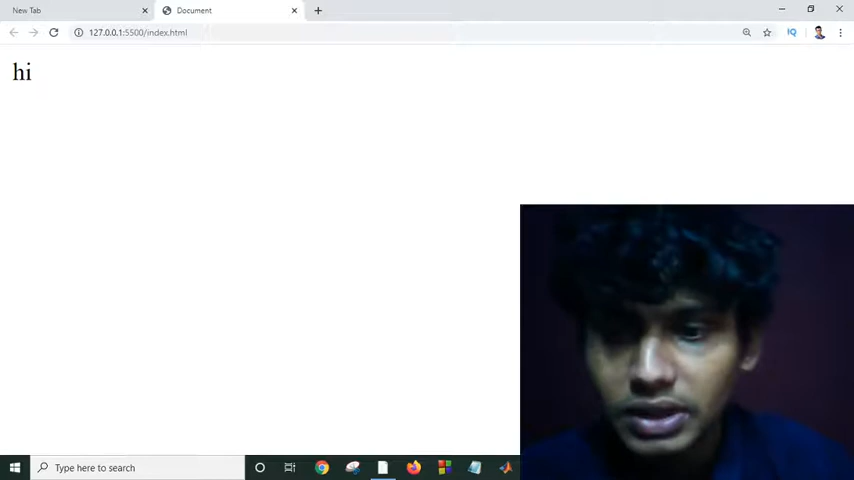 New Tab
Document
127.0.0.1:5500/index.html
hi
Type here to search